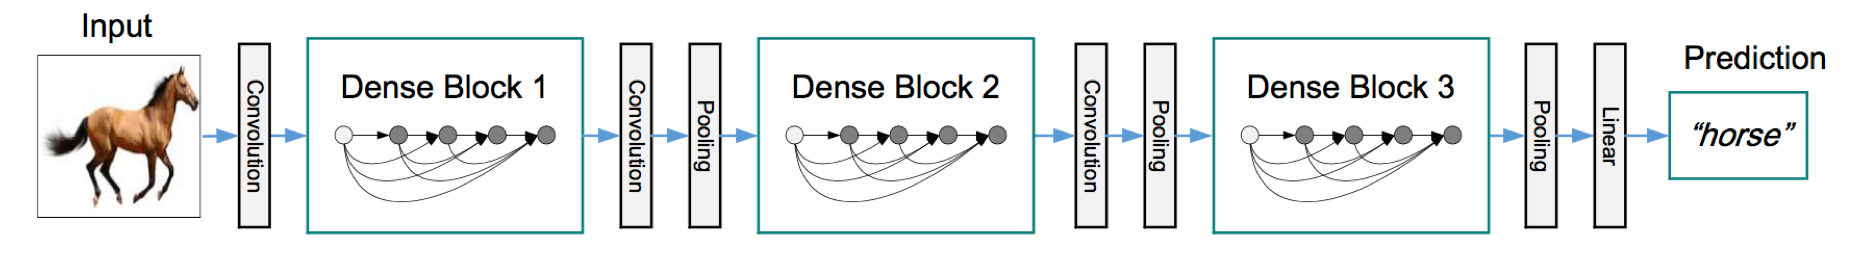 Input
Convolution
Dense Block 1
Convolution
Pooling
Dense Block 2
Convolution
Pooling
Dense Block 3
Pooling
Linear
Prediction
“horse”